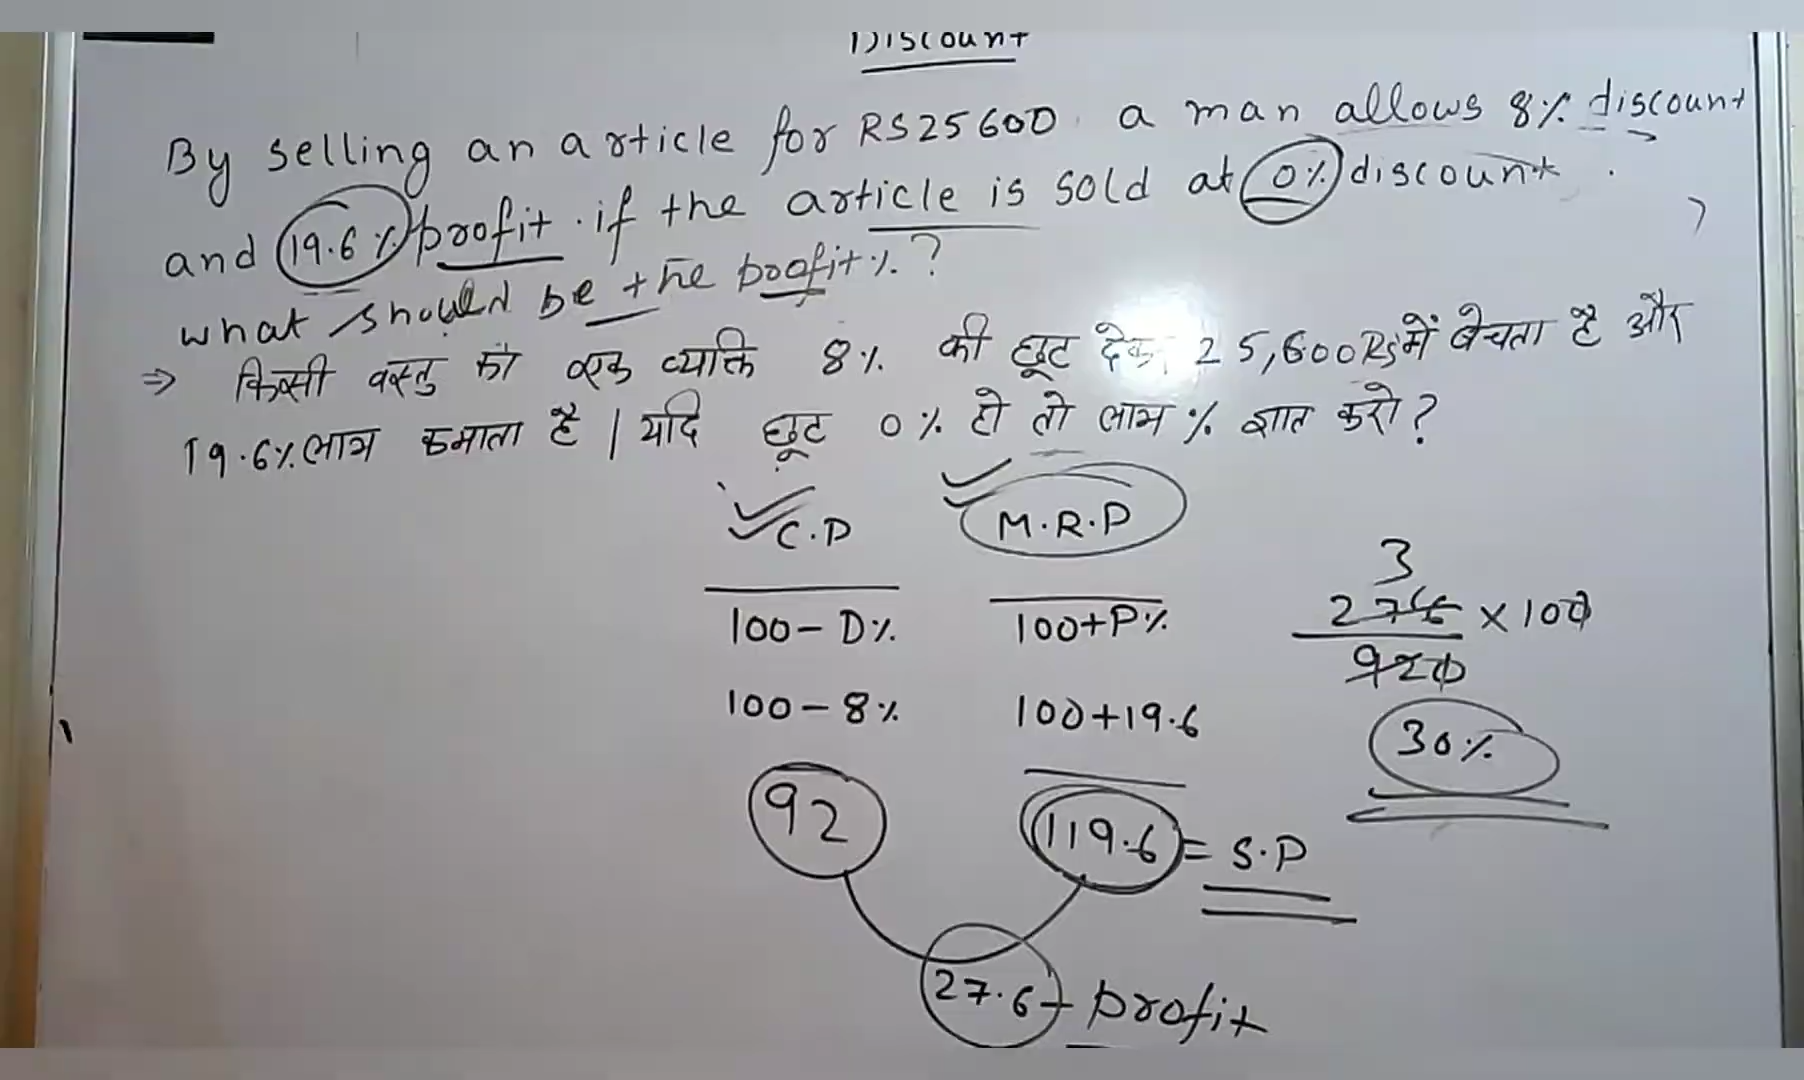 Discount
By selling an article for RS25600 a man allows 8% discount
and 19.6% profit. if the article is sold at 0% discount.
what should be the profit%.?
⇒ किसी वस्तु को एक व्यक्ति 8% की छूट देकर 25,600Rs में बेचता है और
19.6% लाभ कमाता है | यदि छूट 0% हो तो लाभ % ज्ञात करो?
C.P M.R.P
100-D% 100+P%
100-8% 100+19.6
3
276 × 100
920
30%
92 119.6 = S.P
27.6 - profit